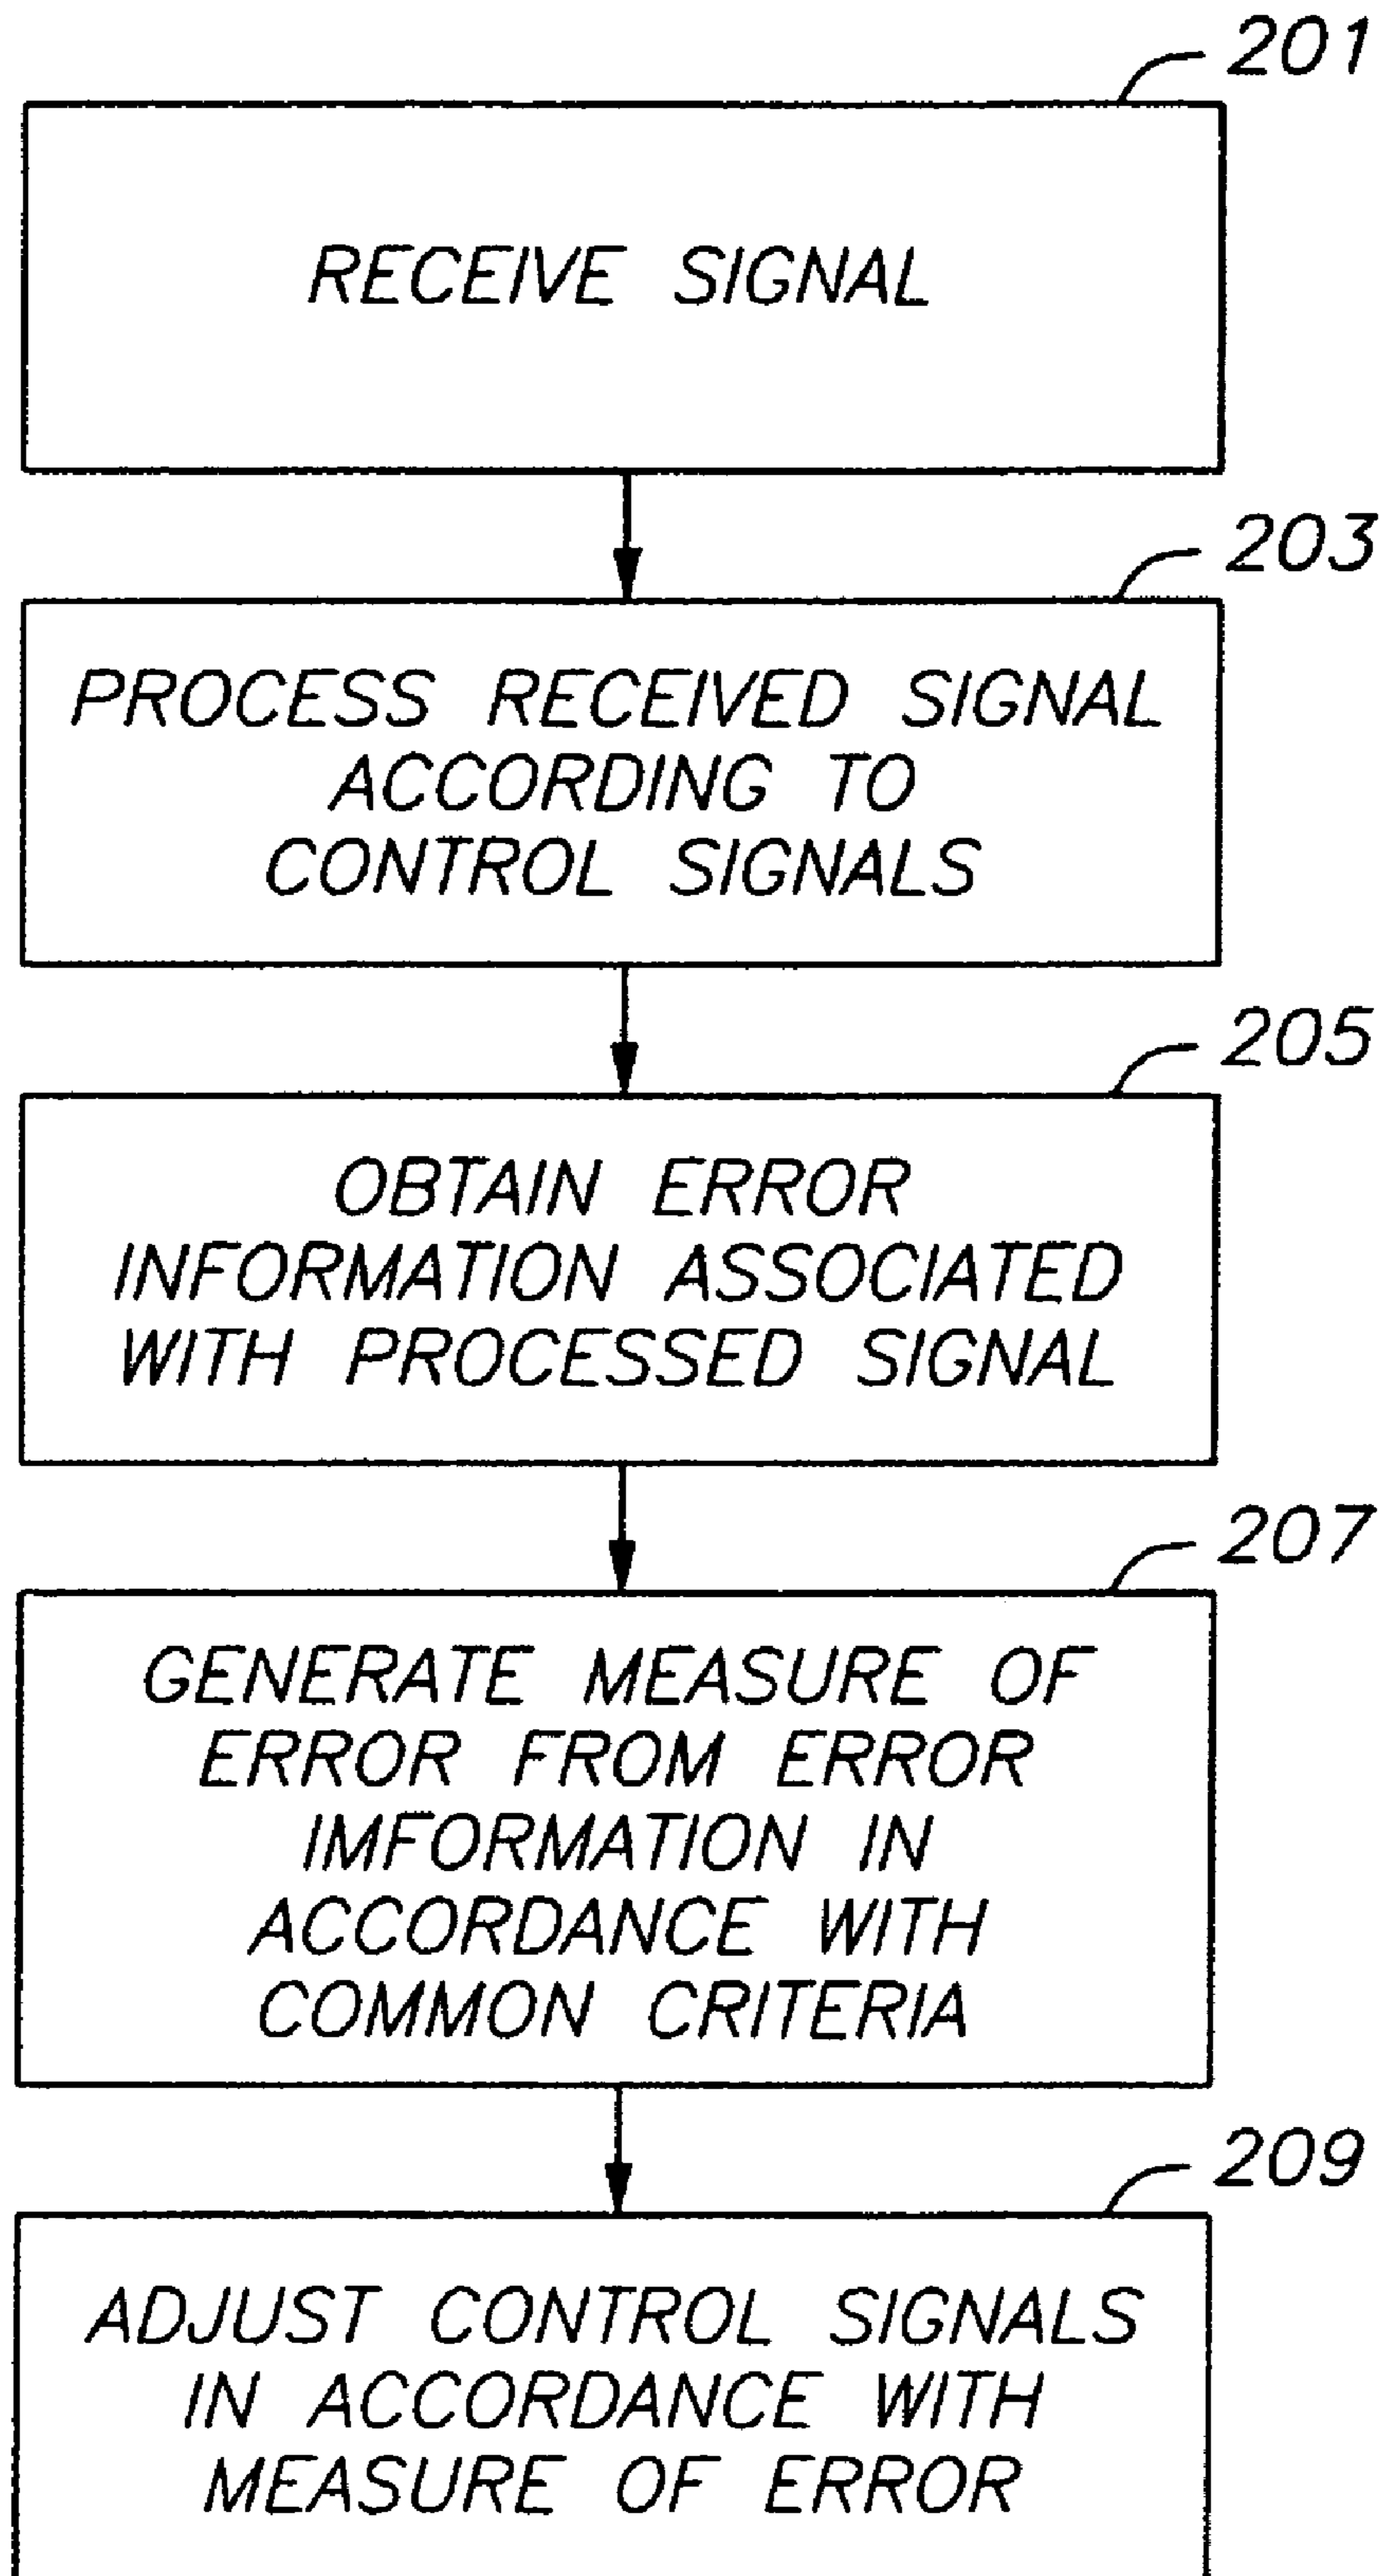 201
RECEIVE SIGNAL
203
PROCESS RECEIVED SIGNAL
ACCORDING TO
CONTROL SIGNALS
205
OBTAIN ERROR
INFORMATION ASSOCIATED
WITH PROCESSED SIGNAL
207
GENERATE MEASURE OF
ERROR FROM ERROR
IMFORMATION IN
ACCORDANCE WITH
COMMON CRITERIA
209
ADJUST CONTROL SIGNALS
IN ACCORDANCE WITH
MEASURE OF ERROR